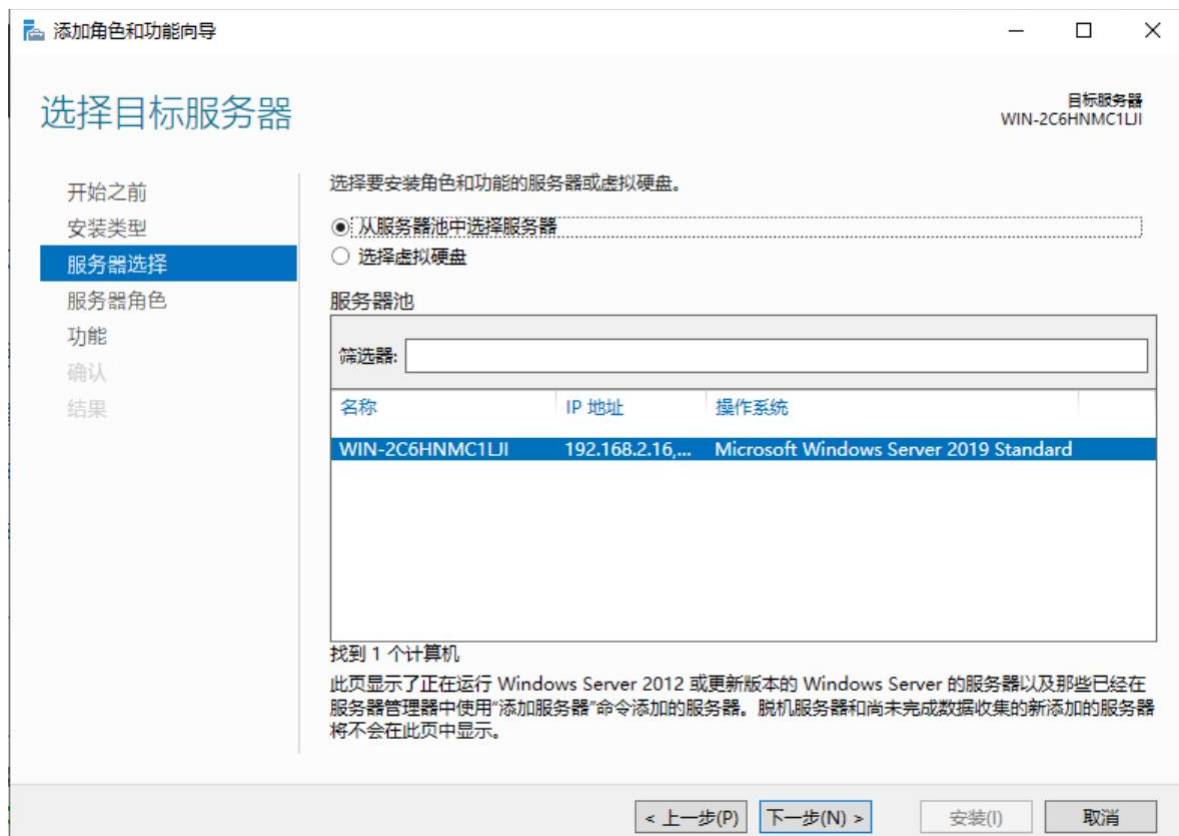 添加角色和功能向导
选择目标服务器
目标服务器
WIN-2C6HNMC1LJI
开始之前
安装类型
服务器选择
服务器角色
功能
确认
结果
选择要安装角色和功能的服务器或虚拟硬盘。
从服务器池中选择服务器
选择虚拟硬盘
服务器池
筛选器:
名称 IP 地址 操作系统
WIN-2C6HNMC1LJI 192.168.2.16,... Microsoft Windows Server 2019 Standard
找到 1 个计算机
此页显示了正在运行 Windows Server 2012 或更新版本的 Windows Server 的服务器以及那些已经在
服务器管理器中使用"添加服务器"命令添加的服务器。脱机服务器和尚未完成数据收集的新添加的服务器
将不会在此页中显示。
< 上一步(P) 下一步(N) > 安装(I) 取消